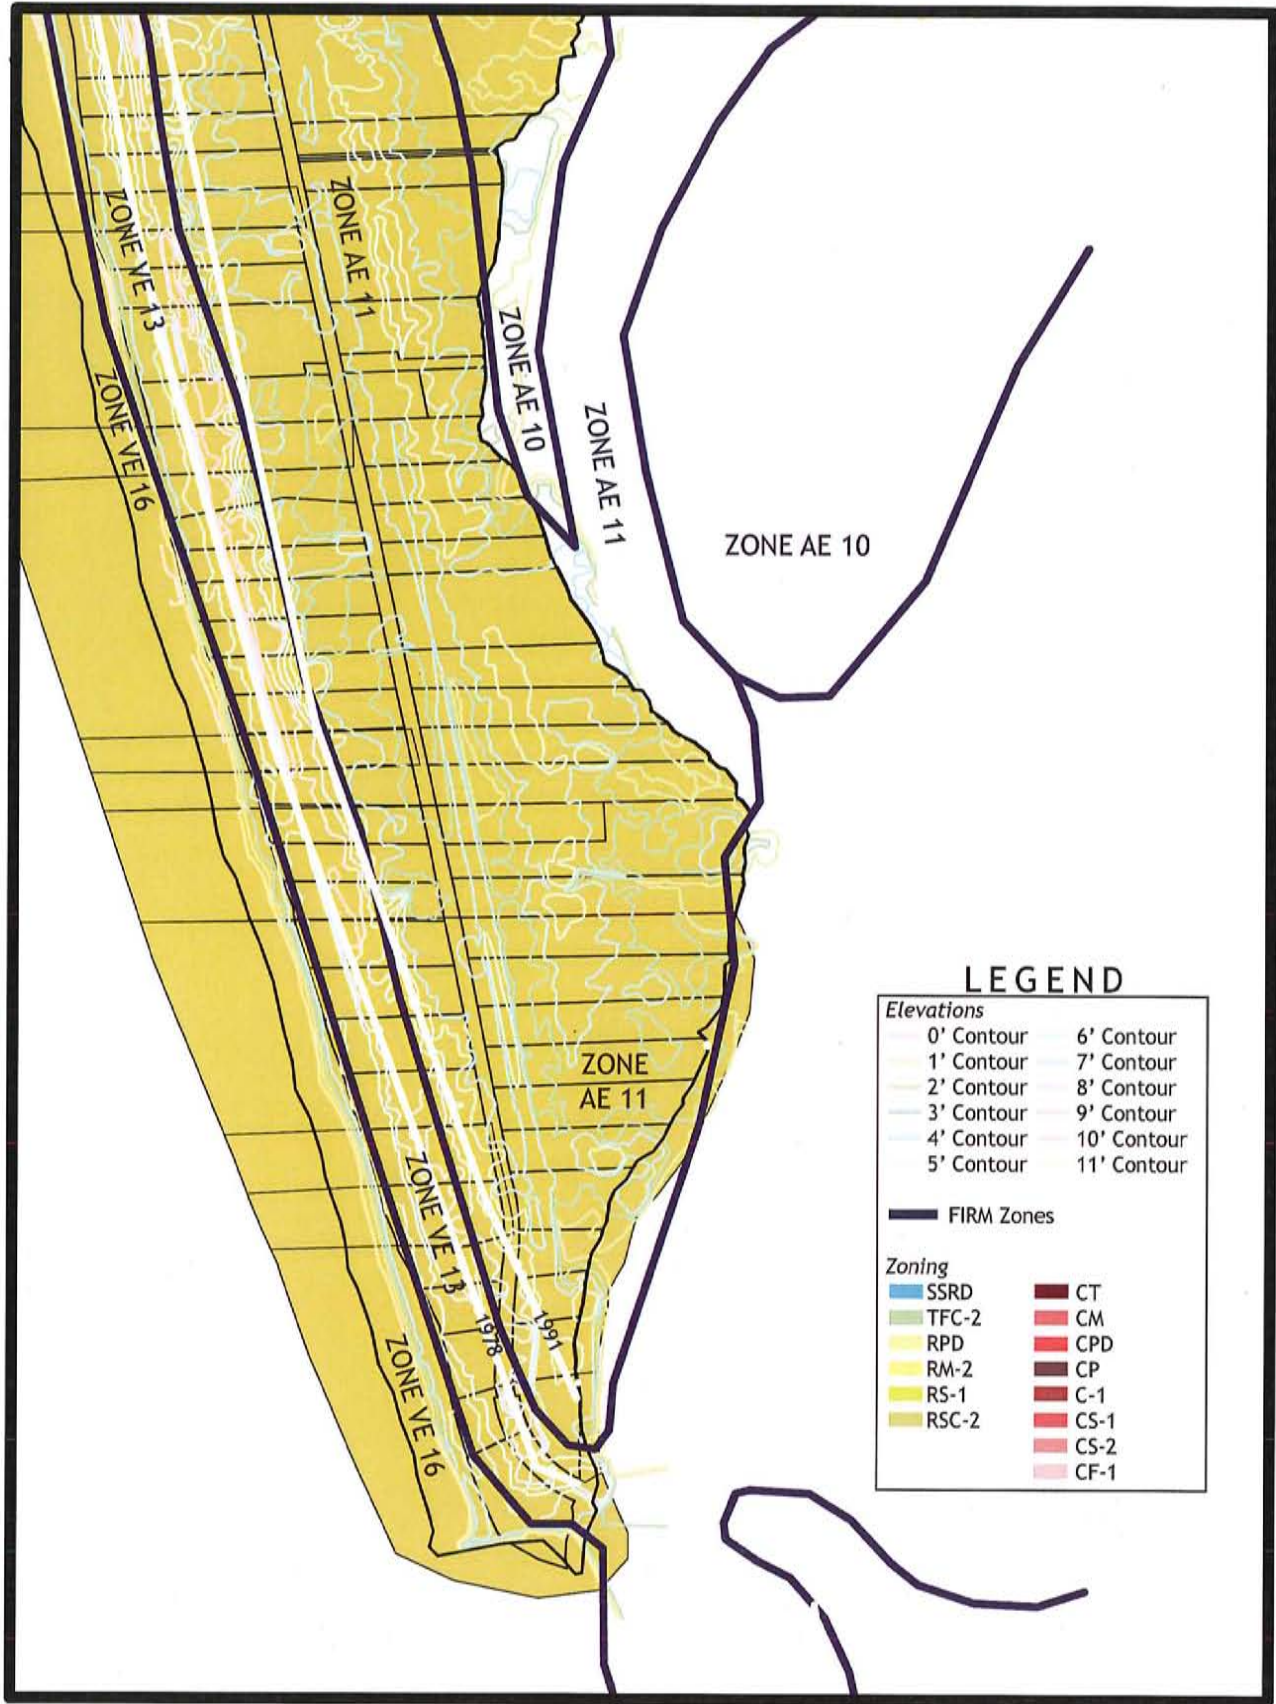 ZONE VE 13
ZONE AE 11
ZONE AE 10
ZONE VE 16
ZONE AE 11
ZONE AE 10
ZONE
AE 11
ZONE VE 13
1978
1991
ZONE VE 16
LEGEND
Elevations
0' Contour
1' Contour
2' Contour
3' Contour
4' Contour
5' Contour
6' Contour
7' Contour
8' Contour
9' Contour
10' Contour
11' Contour
FIRM Zones
Zoning
SSRD
TFC-2
RPD
RM-2
RS-1
RSC-2
CT
CM
CPD
CP
C-1
CS-1
CS-2
CF-1